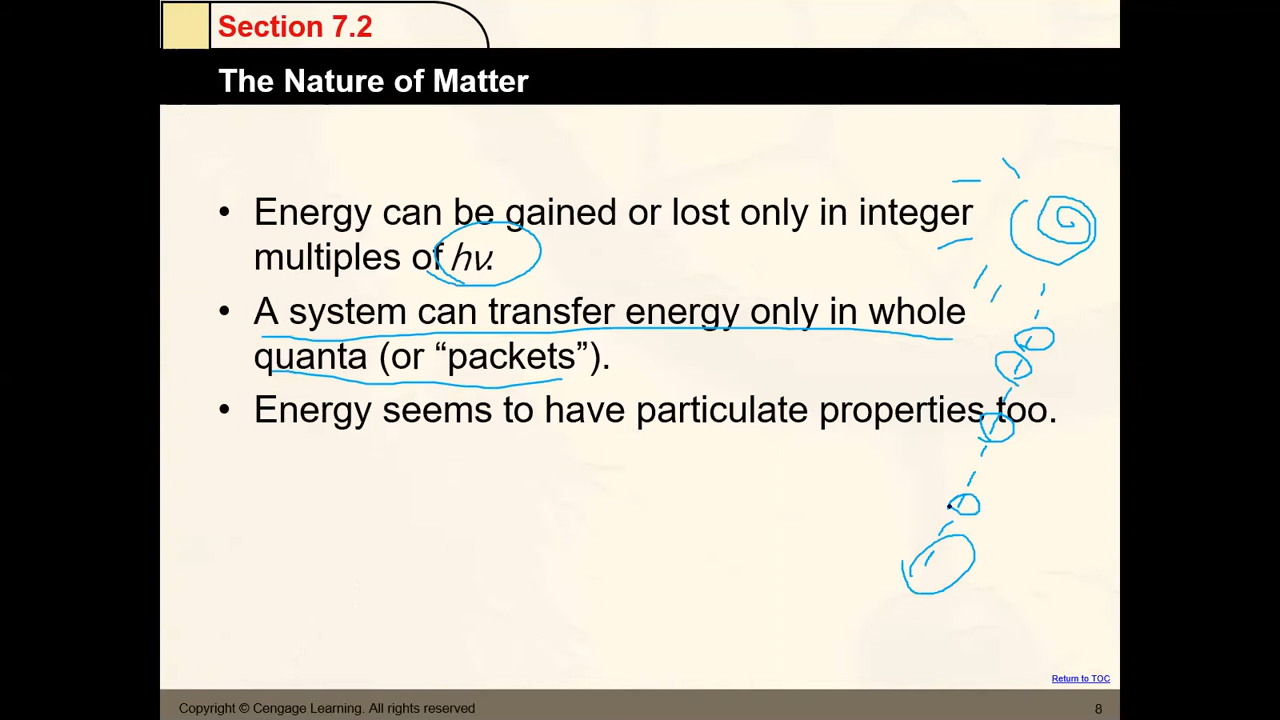 Section 7.2
The Nature of Matter
• Energy can be gained or lost only in integer
multiples of hν.
• A system can transfer energy only in whole
quanta (or “packets”).
• Energy seems to have particulate properties too.
Return to TOC
Copyright © Cengage Learning. All rights reserved
8